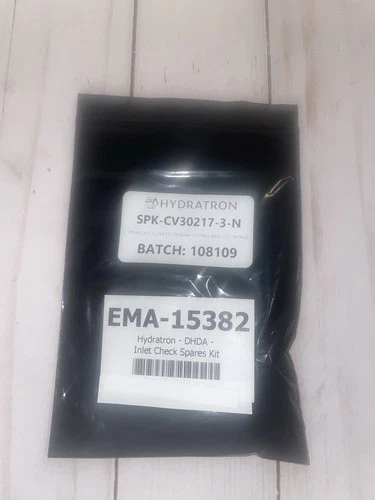 HYDRATRON
SPK-CV30217-3-N
BATCH: 108109
EMA-15382
Hydratron - DHDA -
Inlet Check Spares Kit